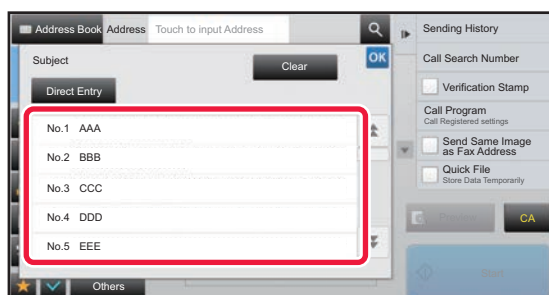 Address Book Address Touch to input Address
Subject
Clear
OK
Direct Entry
No.1 AAA
No.2 BBB
No.3 CCC
No.4 DDD
No.5 EEE
Others
Sending History
Call Search Number
Verification Stamp
Call Program
Call Registered settings
Send Same Image
as Fax Address
Quick File
Store Data Temporarily
Preview
CA
Start